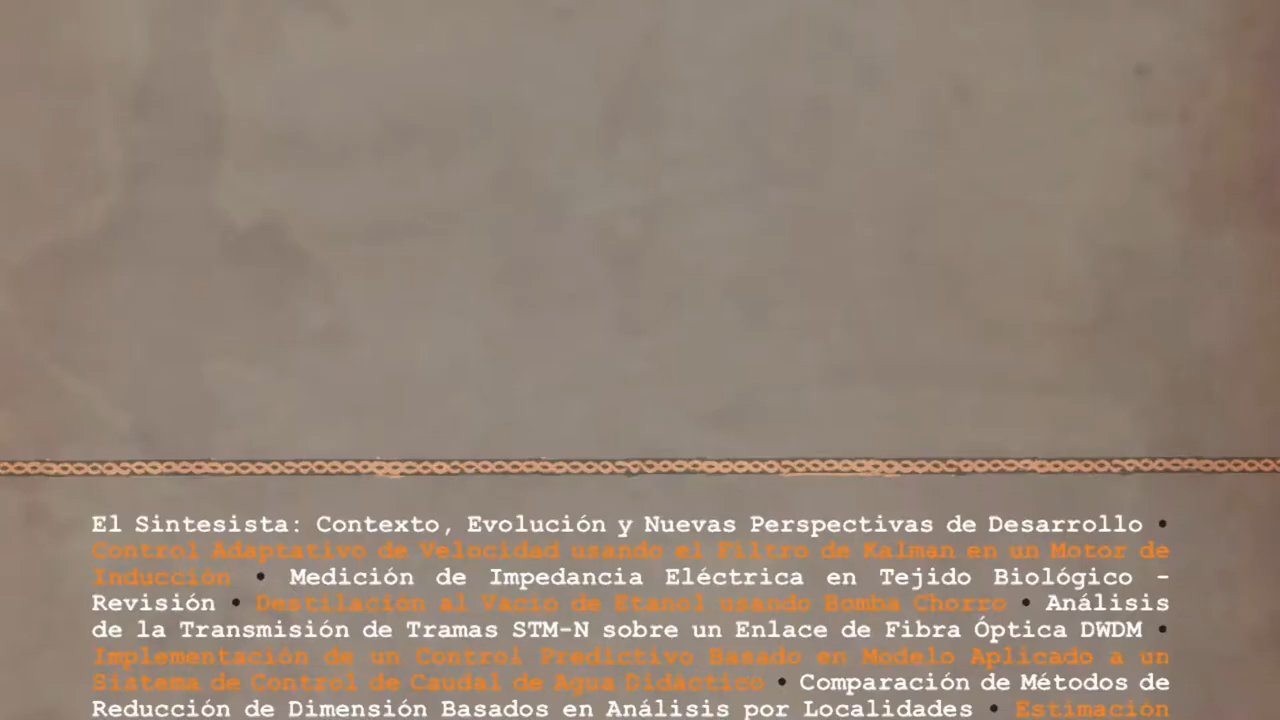 El Sintesista: Contexto, Evolución y Nuevas Perspectivas de Desarrollo •
Control Adaptativo de Velocidad usando el Filtro de Kalman en un Motor de
Inducción • Medición de Impedancia Eléctrica en Tejido Biológico -
Revisión • Destilación al Vacío de Etanol usando Bomba Chorro • Análisis
de la Transmisión de Tramas STM-N sobre un Enlace de Fibra Óptica DWDM •
Implementación de un Control Predictivo Basado en Modelo Aplicado a un
Sistema de Control de Caudal de Agua Didáctico • Comparación de Métodos de
Reducción de Dimensión Basados en Análisis por Localidades • Estimación